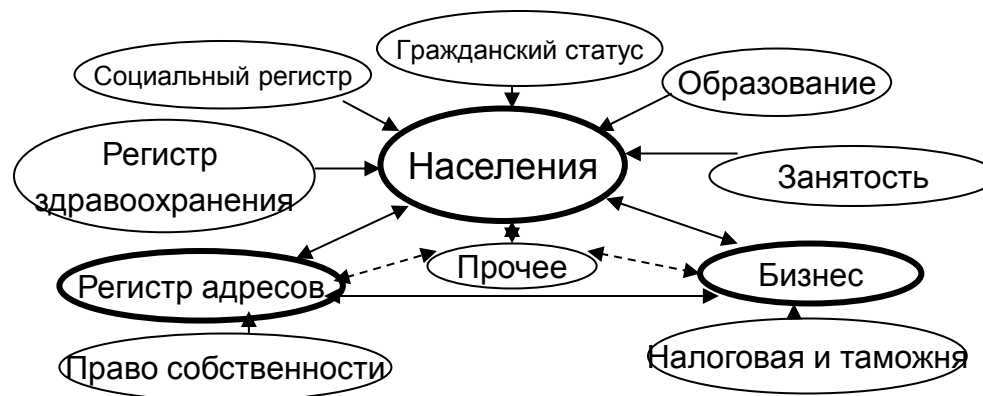 Гражданский статус
Социальный регистр
Образование
Регистр
здравоохранения
Населения
Занятость
Прочее
Регистр адресов
Бизнес
Право собственности
Налоговая и таможня